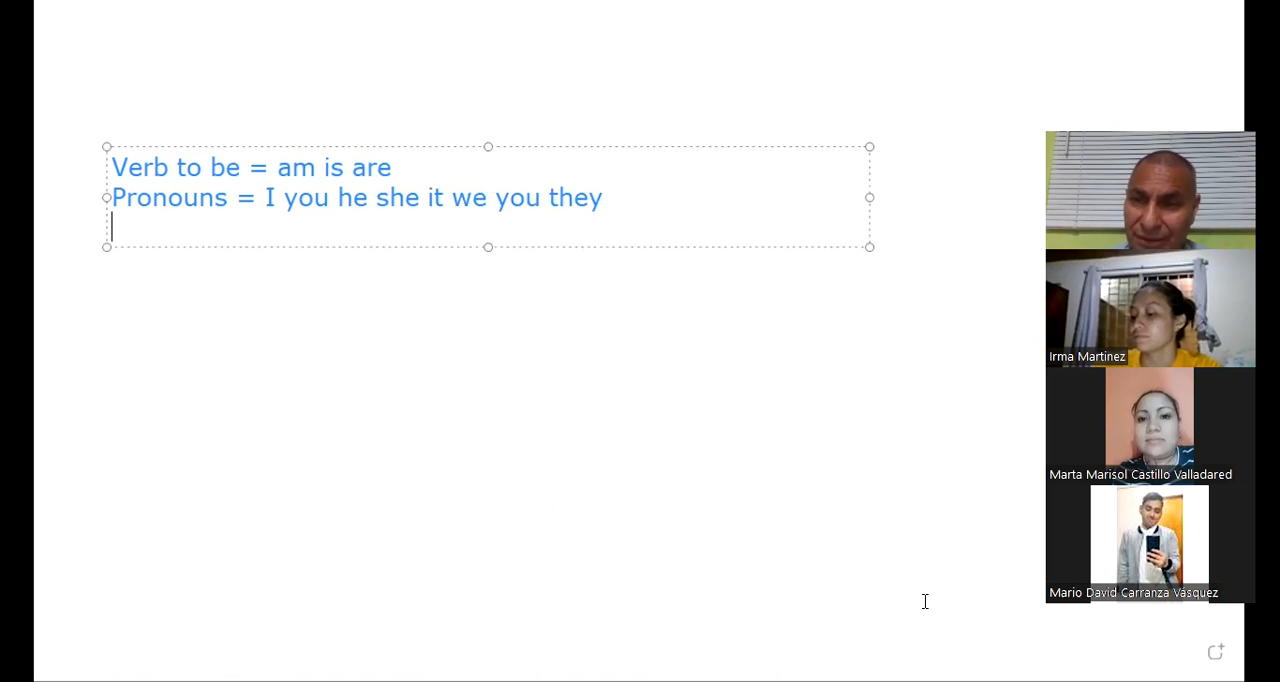 Verb to be = am is are
Pronouns = I you he she it we you they
Irma Martinez
Marta Marisol Castillo Valladared
Mario David Carranza Vásquez